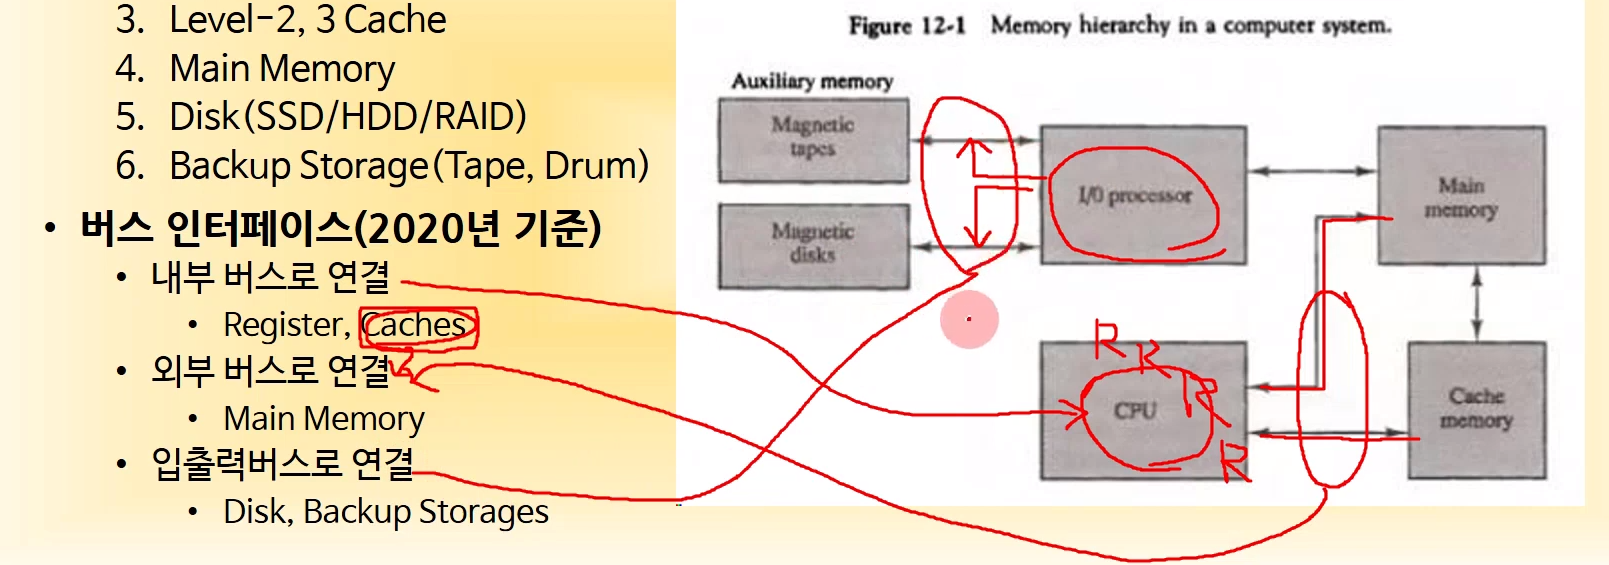 3. Level-2, 3 Cache
4. Main Memory
5. Disk(SSD/HDD/RAID)
6. Backup Storage(Tape, Drum)
• 버스 인터페이스(2020년 기준)
• 내부 버스로 연결
• Register, Caches
• 외부 버스로 연결
• Main Memory
• 입출력버스로 연결
• Disk, Backup Storages
Figure 12-1 Memory hierarchy in a computer system.
Auxiliary memory
Magnetic
tapes
Magnetic
disks
I/0 processor
Main
memory
CPU
Cache
memory
R
R
R
R